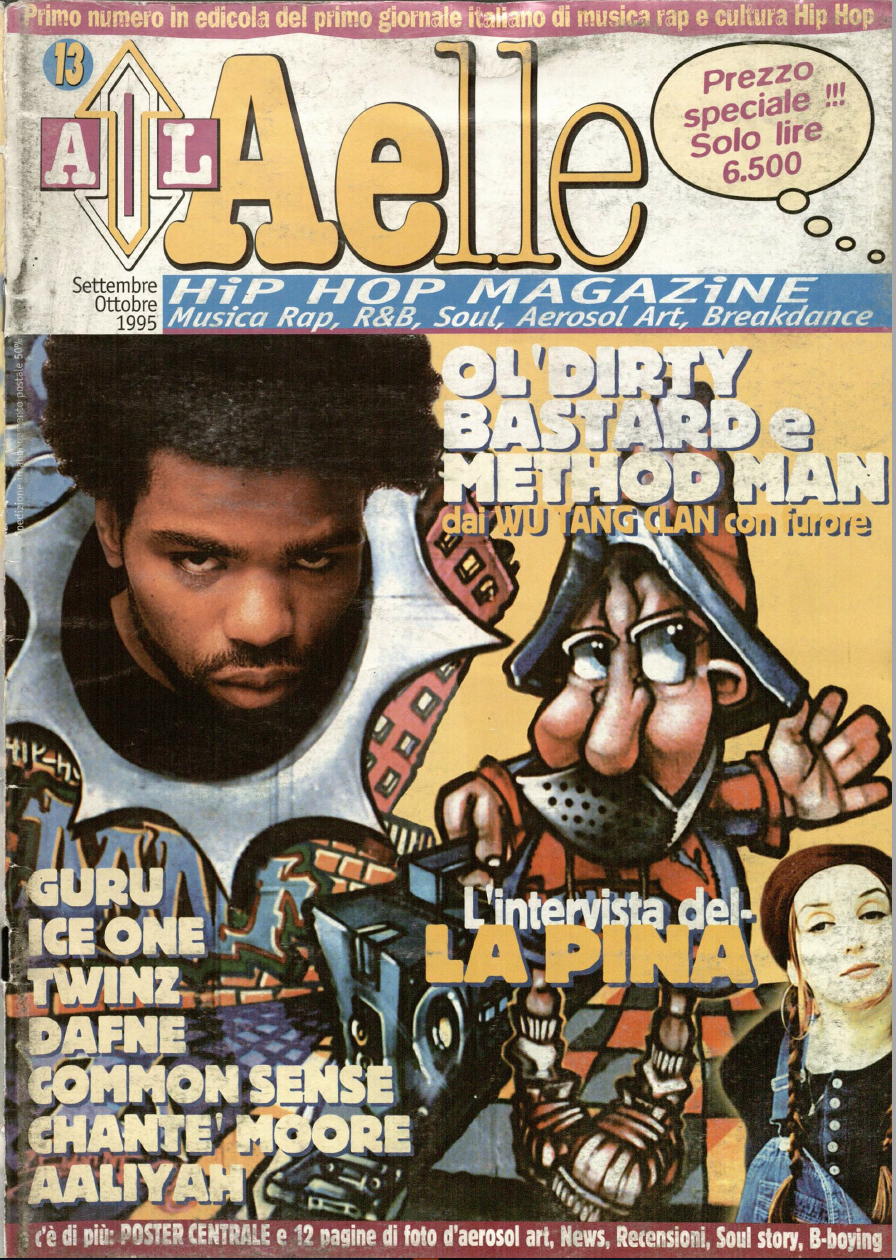 Primo numero in edicola del primo giornale italiano di musica rap e cultura Hip Hop
13
AL
Aelle
Prezzo
speciale !!!
Solo lire
6.500
Settembre
Ottobre
1995
HiP HOP MAGAZiNE
Musica Rap, R&B, Soul, Aerosol Art, Breakdance
postale 50%
OL'DIRTY
BASTARD e
METHOD MAN
dai WU TANG CLAN con furore
GURU
ICE ONE
TWINZ
DAFNE
COMMON SENSE
CHANTE' MOORE
AALIYAH
L'intervista del-
LA PINA
c'è di più: POSTER CENTRALE e 12 pagine di foto d'aerosol art, News, Recensioni, Soul story, B-boying